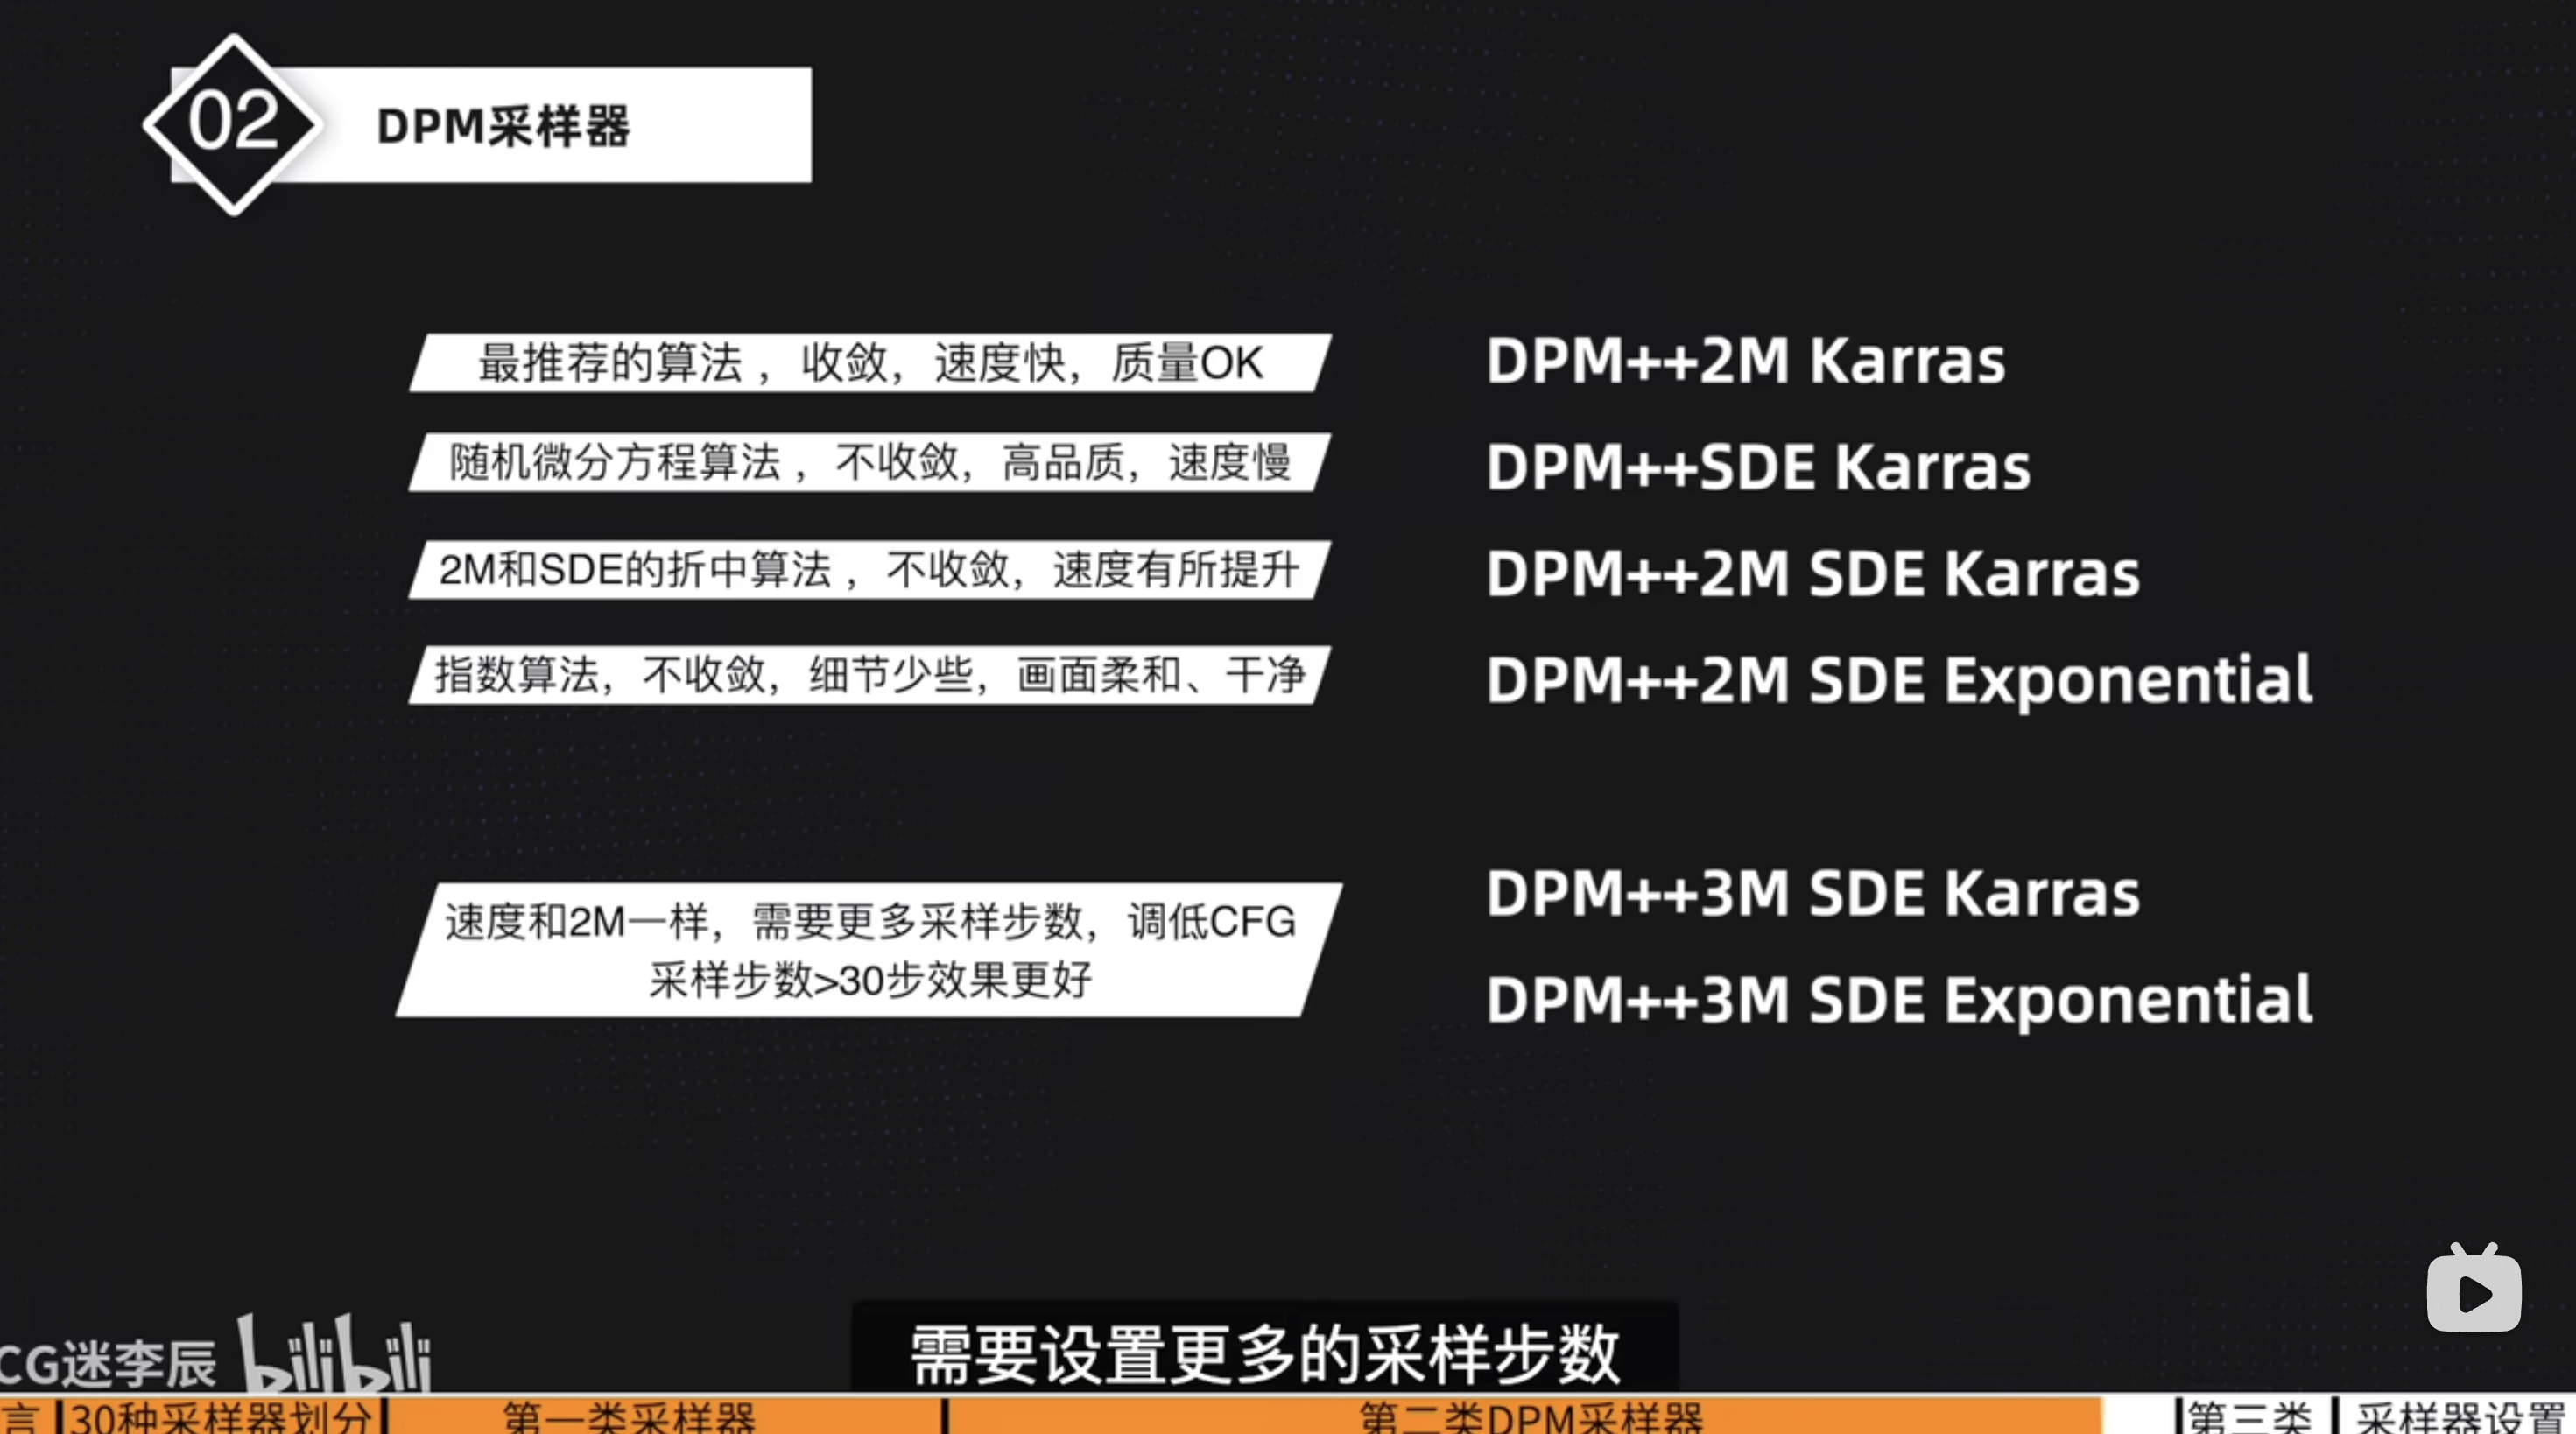 02
DPM采样器
最推荐的算法，收敛，速度快，质量OK
DPM++2M Karras
随机微分方程算法，不收敛，高品质，速度慢
DPM++SDE Karras
2M和SDE的折中算法，不收敛，速度有所提升
DPM++2M SDE Karras
指数算法，不收敛，细节少些，画面柔和、干净
DPM++2M SDE Exponential
速度和2M一样，需要更多采样步数，调低CFG
采样步数>30步效果更好
DPM++3M SDE Karras
DPM++3M SDE Exponential
CG迷李辰 bilibili
需要设置更多的采样步数
言 30种采样器划分 第一类采样器 第二类DPM采样器 第三类 采样器设置